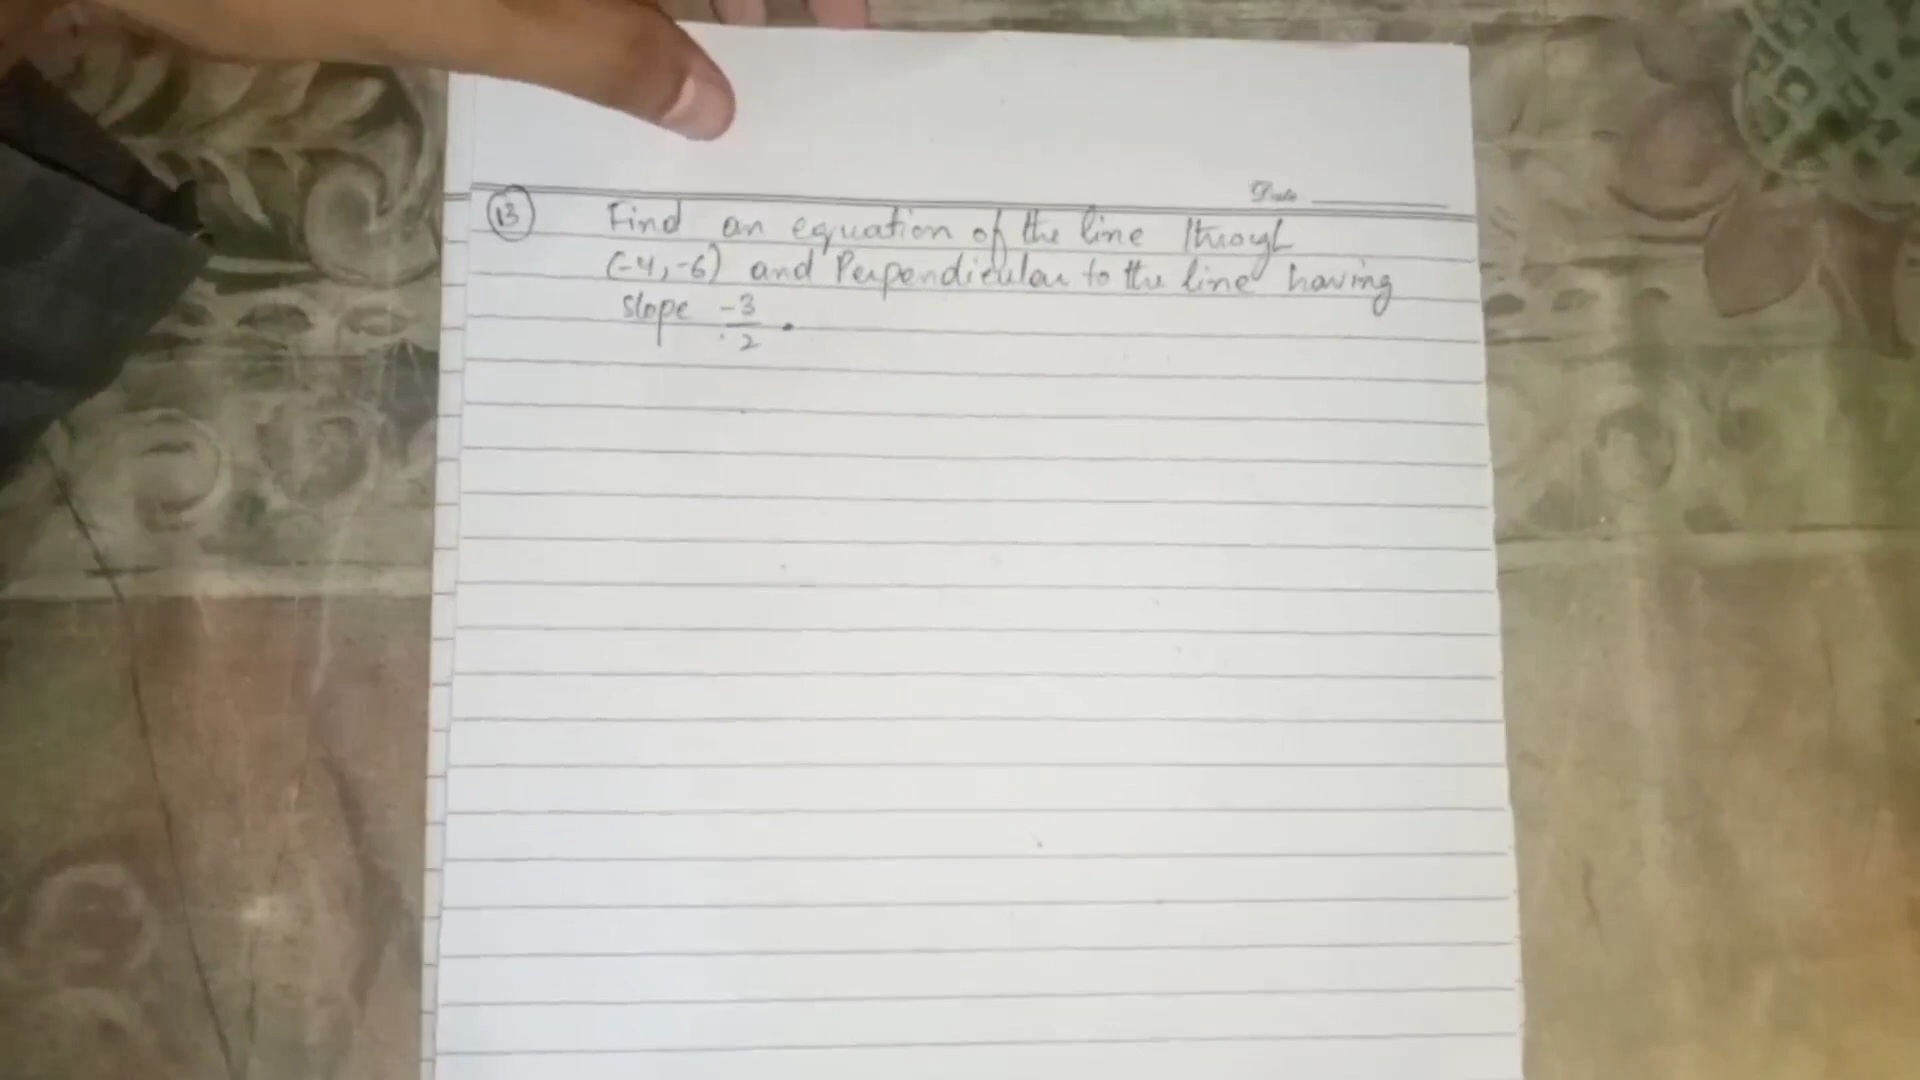 Date
13 Find an equation of the line through
(-4,-6) and Perpendicular to the line having
slope -3/2.